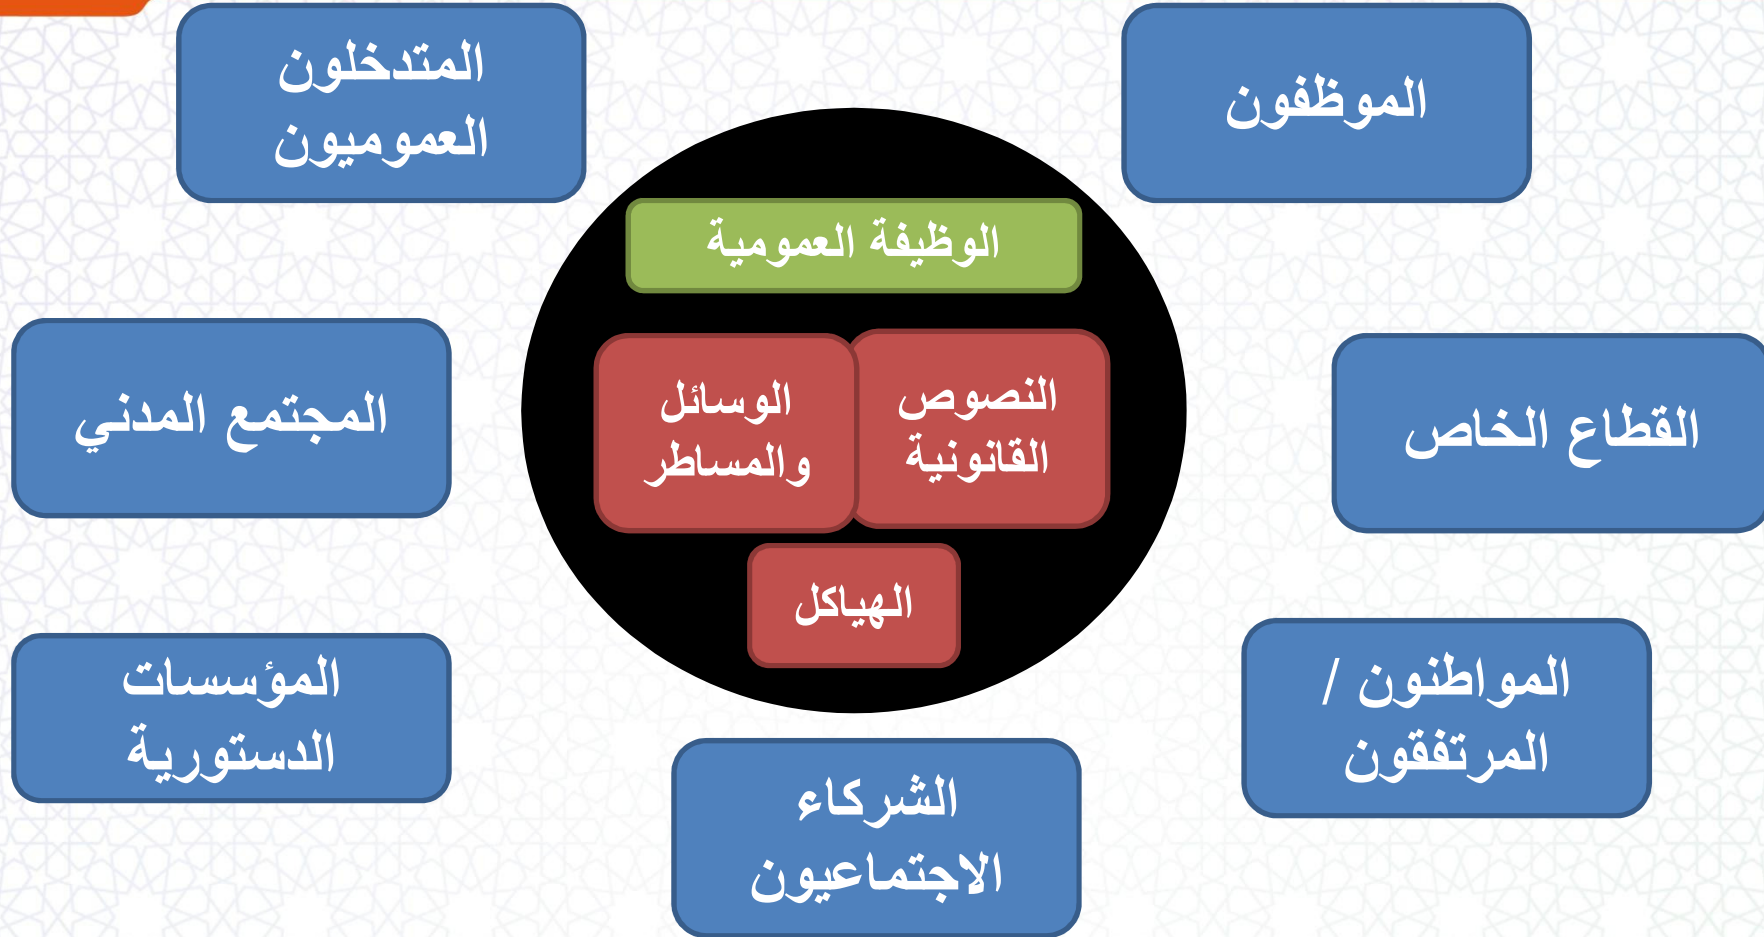 الموظفون
المتدخلون
العموميون
الوظيفة العمومية
النصوص
القانونية
الوسائل
والمساطر
الهياكل
القطاع الخاص
المجتمع المدني
المواطنون /
المرتفقون
المؤسسات
الدستورية
الشركاء
الاجتماعيون